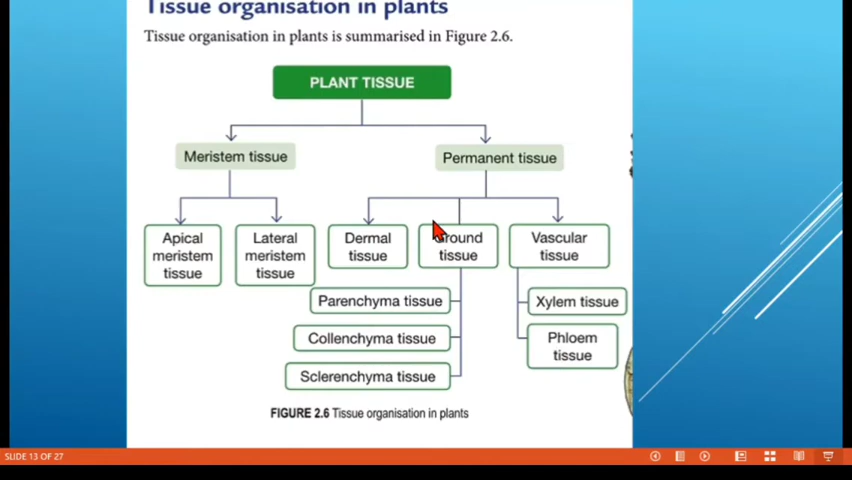 Tissue organisation in plants
Tissue organisation in plants is summarised in Figure 2.6.
PLANT TISSUE
Meristem tissue
Permanent tissue
Apical
meristem
tissue
Lateral
meristem
tissue
Dermal
tissue
Ground
tissue
Vascular
tissue
Parenchyma tissue
Collenchyma tissue
Sclerenchyma tissue
Xylem tissue
Phloem
tissue
FIGURE 2.6 Tissue organisation in plants
SLIDE 13 OF 27